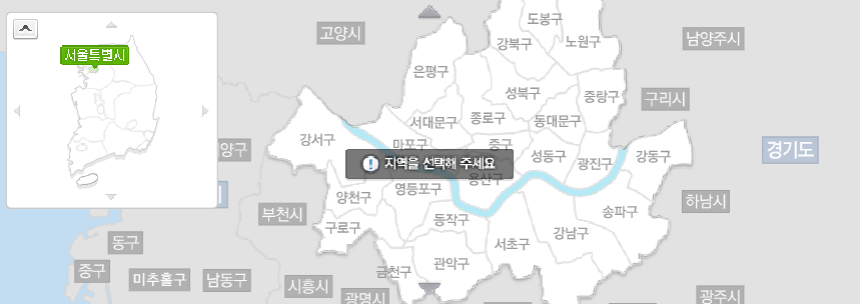 도봉구
고양시
강북구
노원구
남양주시
서울특별시
은평구
성북구
중랑구
구리시
서대문구
종로구
동대문구
강서구
마포구
중구
양구
지역을 선택해 주세요
성동구
광진구
강동구
경기도
용산구
양천구
영등포구
하남시
부천시
동작구
송파구
구로구
서초구
강남구
동구
금천구
관악구
중구
미추홀구
남동구
시흥시
광명시
광주시